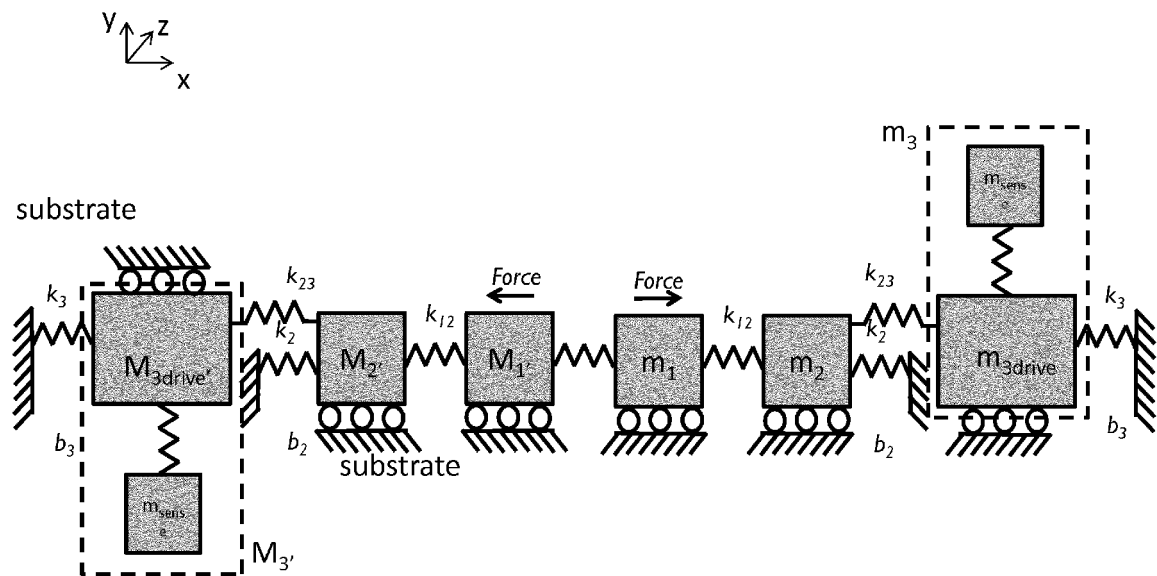 y
z
x
m3
msens
e
substrate
k3
k23
k2
k12
Force
Force
k12
k23
k2
k3
M3drive′
M2′
M1′
m1
m2
m3drive
b3
b2
substrate
b2
b3
msens
e
M3′